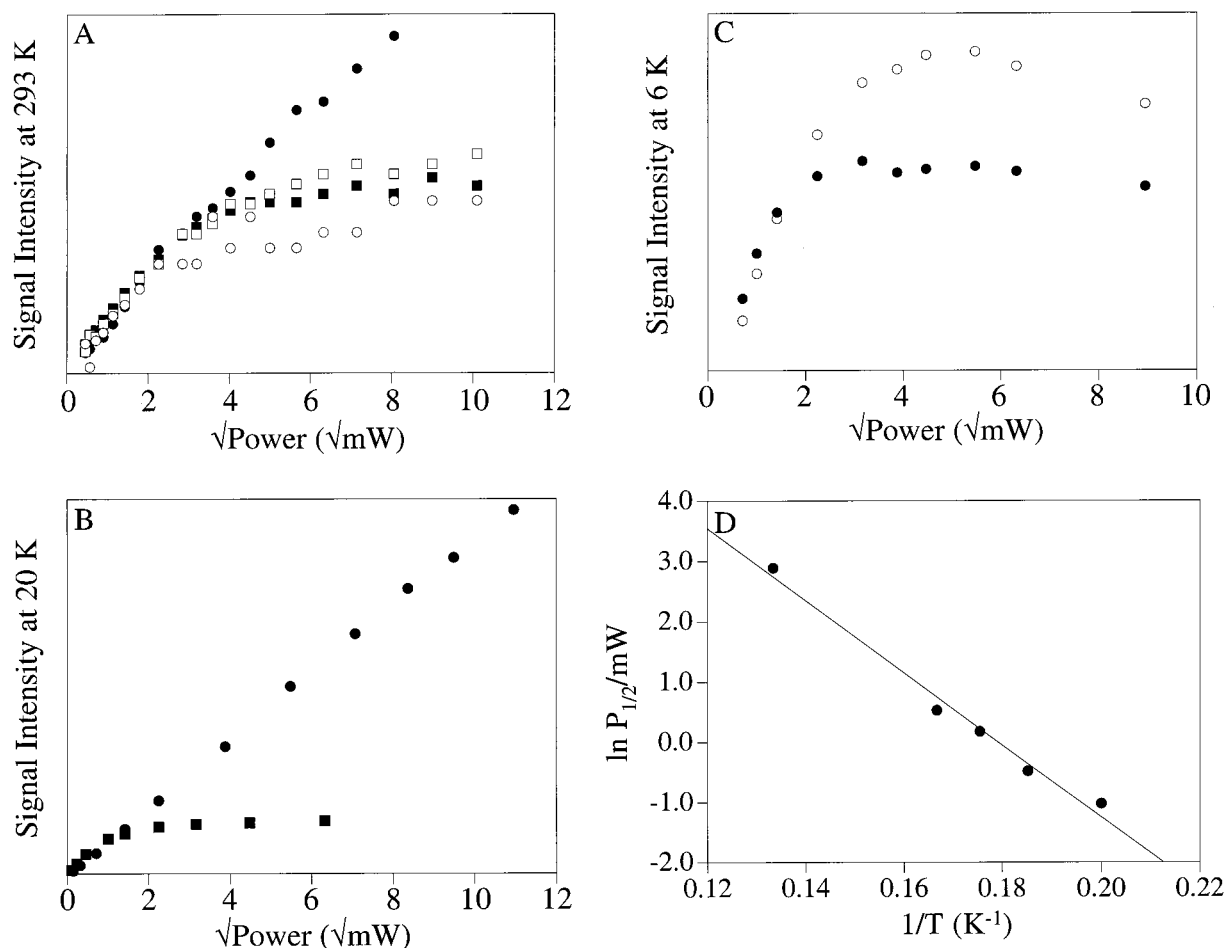 A
Signal Intensity at 293 K
0 2 4 6 8 10 12
√Power (√mW)
C
Signal Intensity at 6 K
0 2 4 6 8 10
√Power (√mW)
B
Signal Intensity at 20 K
0 2 4 6 8 10 12
√Power (√mW)
D
ln P1/2/mW
4.0
3.0
2.0
1.0
0.0
-1.0
-2.0
0.12 0.14 0.16 0.18 0.20 0.22
1/T (K-1)